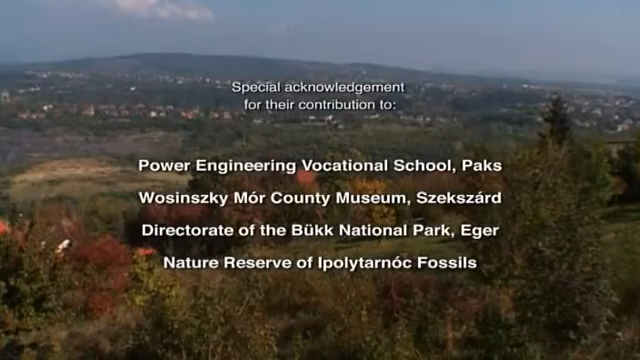 Special acknowledgement
for their contribution to:
Power Engineering Vocational School, Paks
Wosinszky Mór County Museum, Szekszárd
Directorate of the Bükk National Park, Eger
Nature Reserve of Ipolytarnóc Fossils